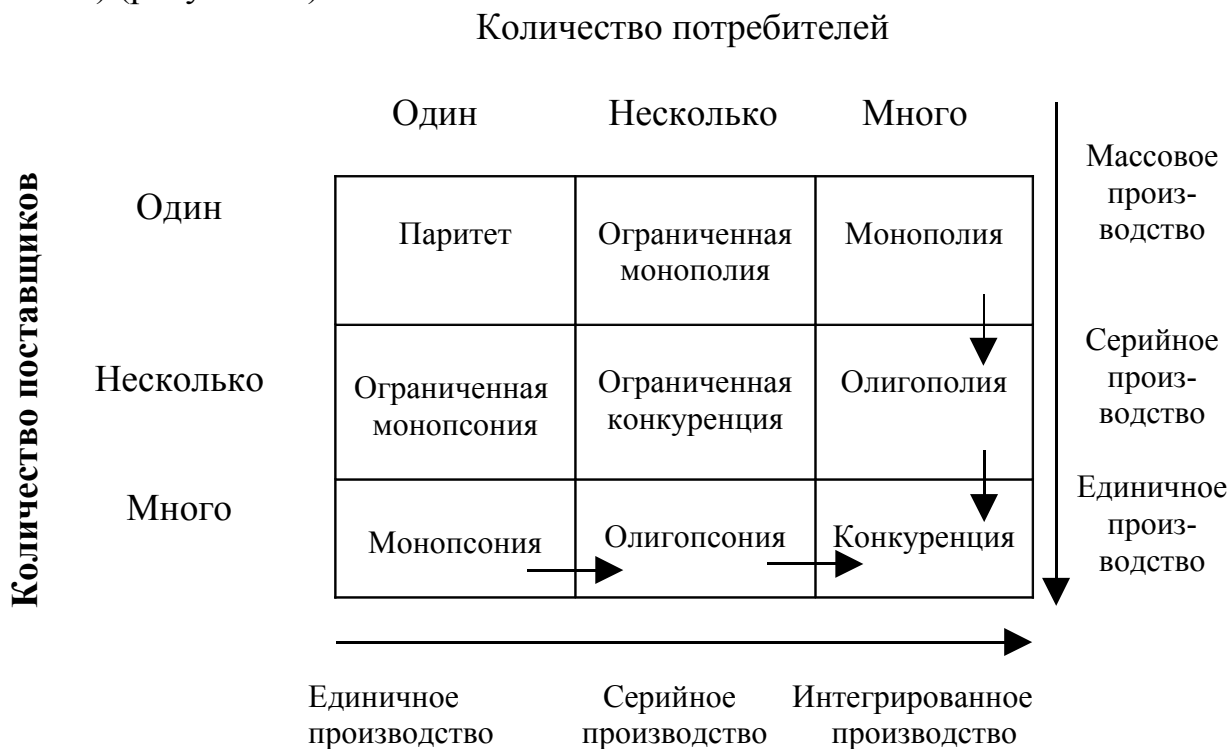 Количество потребителей
Один Несколько Много
Количество поставщиков
Один
Несколько
Много
Паритет
Ограниченная
монополия
Монополия
Ограниченная
монопсония
Ограниченная
конкуренция
Олигополия
Монопсония
Олигопсония
Конкуренция
Массовое
произ-
водство
Серийное
произ-
водство
Единичное
произ-
водство
Единичное
производство
Серийное
производство
Интегрированное
производство